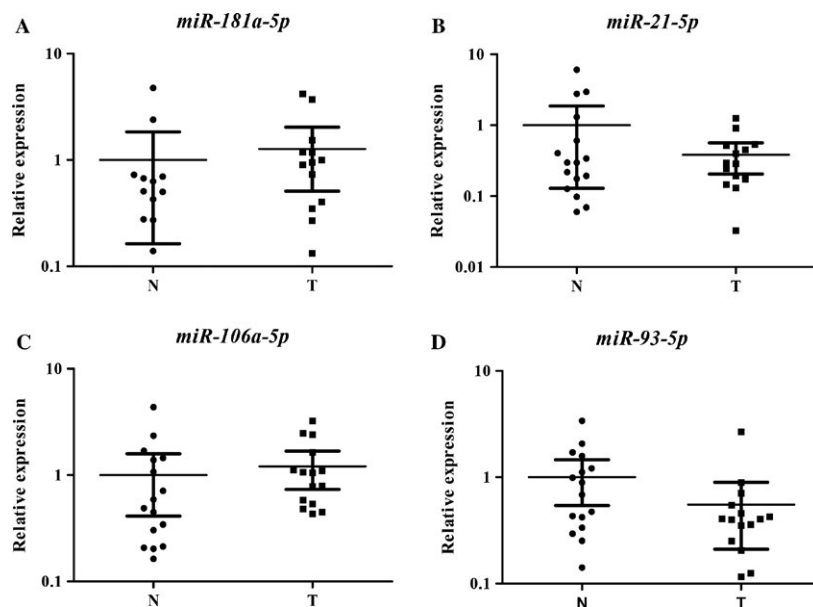 A
miR-181a-5p
Relative expression
10
1
0.1
N T
B
miR-21-5p
Relative expression
10
1
0.1
0.01
N T
C
miR-106a-5p
Relative expression
10
1
0.1
N T
D
miR-93-5p
Relative expression
10
1
0.1
N T